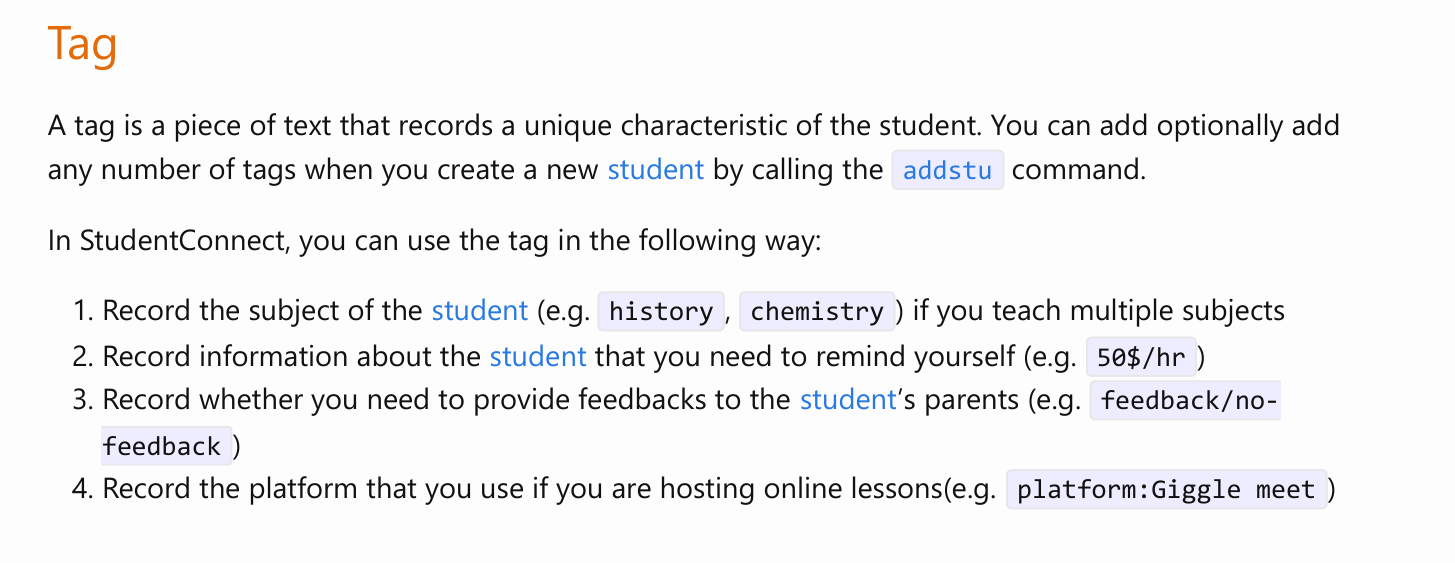 Tag
A tag is a piece of text that records a unique characteristic of the student. You can add optionally add
any number of tags when you create a new student by calling the addstu command.
In StudentConnect, you can use the tag in the following way:
1. Record the subject of the student (e.g. history, chemistry) if you teach multiple subjects
2. Record information about the student that you need to remind yourself (e.g. 50$/hr)
3. Record whether you need to provide feedbacks to the student’s parents (e.g. feedback/no-
feedback)
4. Record the platform that you use if you are hosting online lessons(e.g. platform:Giggle meet)